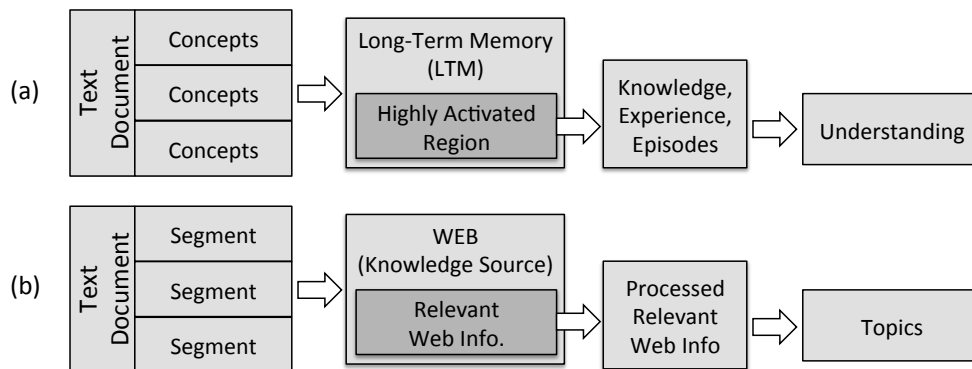 (a)
Text
Document
Concepts
Concepts
Concepts
Long-Term Memory
(LTM)
Highly Activated
Region
Knowledge,
Experience,
Episodes
Understanding
(b)
Text
Document
Segment
Segment
Segment
WEB
(Knowledge Source)
Relevant
Web Info.
Processed
Relevant
Web Info
Topics